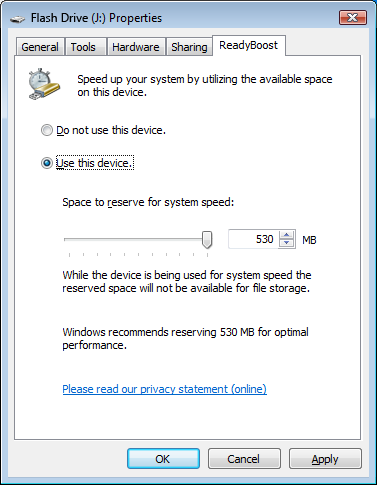 Flash Drive (J:) Properties
General Tools Hardware Sharing ReadyBoost
Speed up your system by utilizing the available space
on this device.
Do not use this device.
Use this device.
Space to reserve for system speed:
530 MB
While the device is being used for system speed the
reserved space will not be available for file storage.
Windows recommends reserving 530 MB for optimal
performance.
Please read our privacy statement (online)
OK Cancel Apply